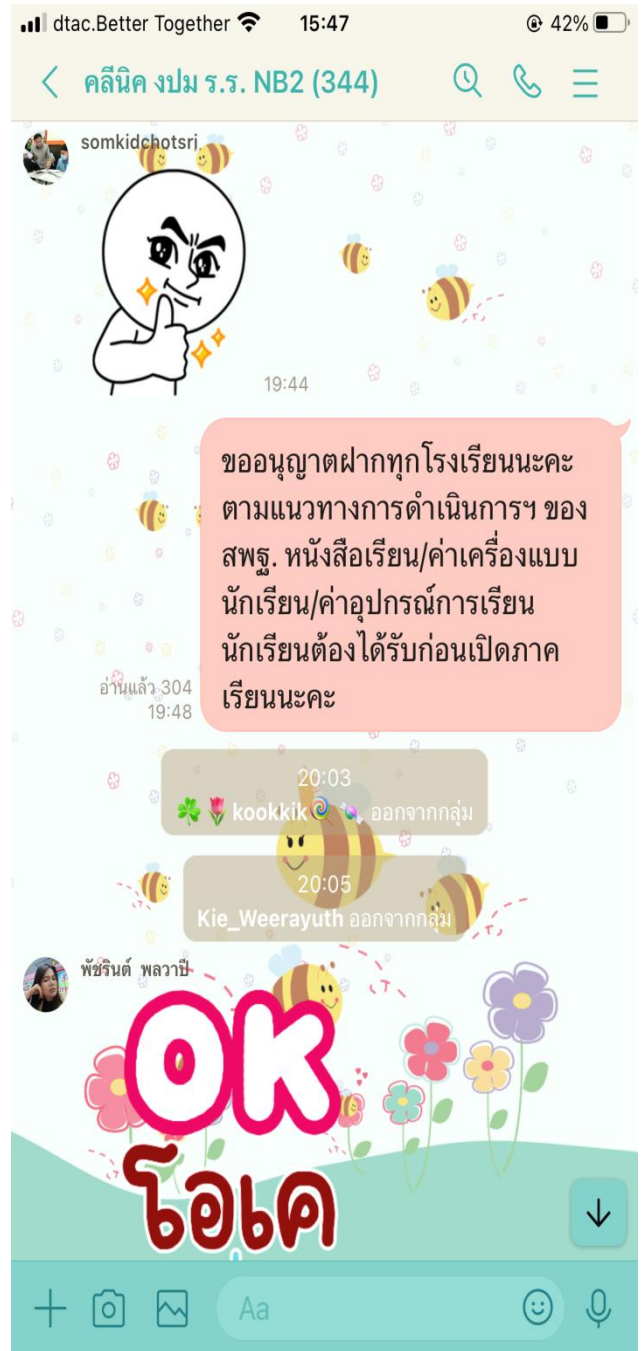 dtac.Better Together 15:47 42%
คลีนิค งปม ร.ร. NB2 (344)
somkidchotsri
19:44
ขออนุญาตฝากทุกโรงเรียนนะคะ
ตามแนวทางการดำเนินการฯ ของ
สพฐ. หนังสือเรียน/ค่าเครื่องแบบ
นักเรียน/ค่าอุปกรณ์การเรียน
นักเรียนต้องได้รับก่อนเปิดภาค
เรียนนะคะ
อ่านแล้ว 304
19:48
20:03
kookkik ออกจากกลุ่ม
20:05
Kie_Weerayuth ออกจากกลุ่ม
พัชรินต์ พลวาปี
OK
โอเค
Aa